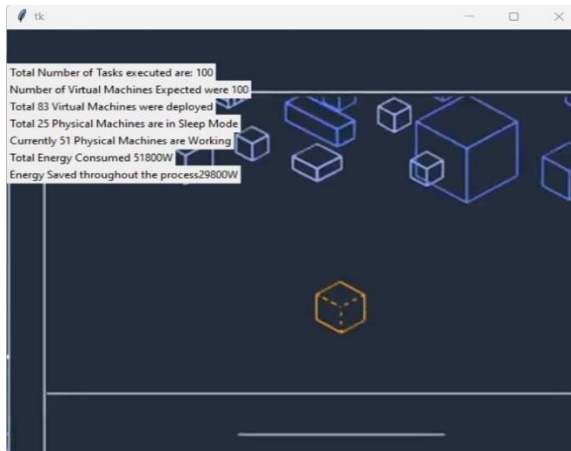 tk
Total Number of Tasks executed are: 100
Number of Virtual Machines Expected were 100
Total 83 Virtual Machines were deployed
Total 25 Physical Machines are in Sleep Mode
Currently 51 Physical Machines are Working
Total Energy Consumed 51800W
Energy Saved throughout the process29800W